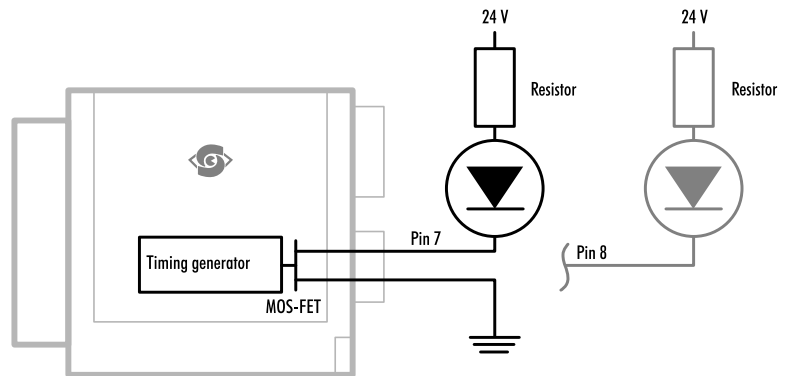 24 V
24 V
Resistor
Resistor
Pin 7
Pin 8
Timing generator
MOS-FET